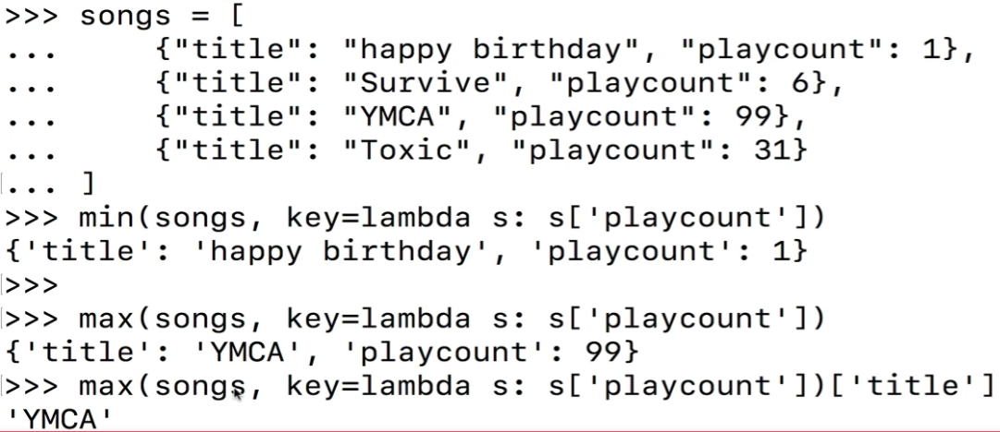 >>> songs = [
...     {"title": "happy birthday", "playcount": 1},
...     {"title": "Survive", "playcount": 6},
...     {"title": "YMCA", "playcount": 99},
...     {"title": "Toxic", "playcount": 31}
... ]
>>> min(songs, key=lambda s: s['playcount'])
{'title': 'happy birthday', 'playcount': 1}
>>>
>>> max(songs, key=lambda s: s['playcount'])
{'title': 'YMCA', 'playcount': 99}
>>> max(songs, key=lambda s: s['playcount'])['title']
'YMCA'